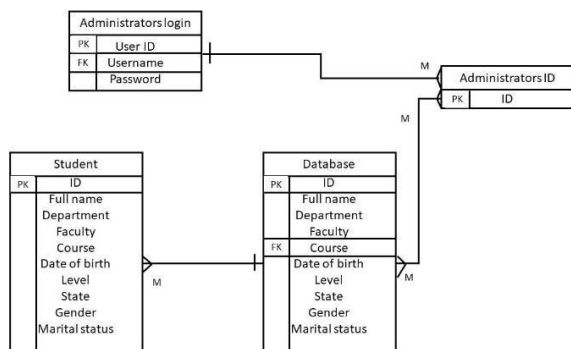 Administrators login
PK User ID
FK Username
Password
M
Administrators ID
PK ID
M
Student
PK ID
Full name
Department
Faculty
Course
Date of birth
Level
State
Gender
Marital status
M
Database
PK ID
Full name
Department
Faculty
FK Course
Date of birth
Level
State
Gender
Marital status
M